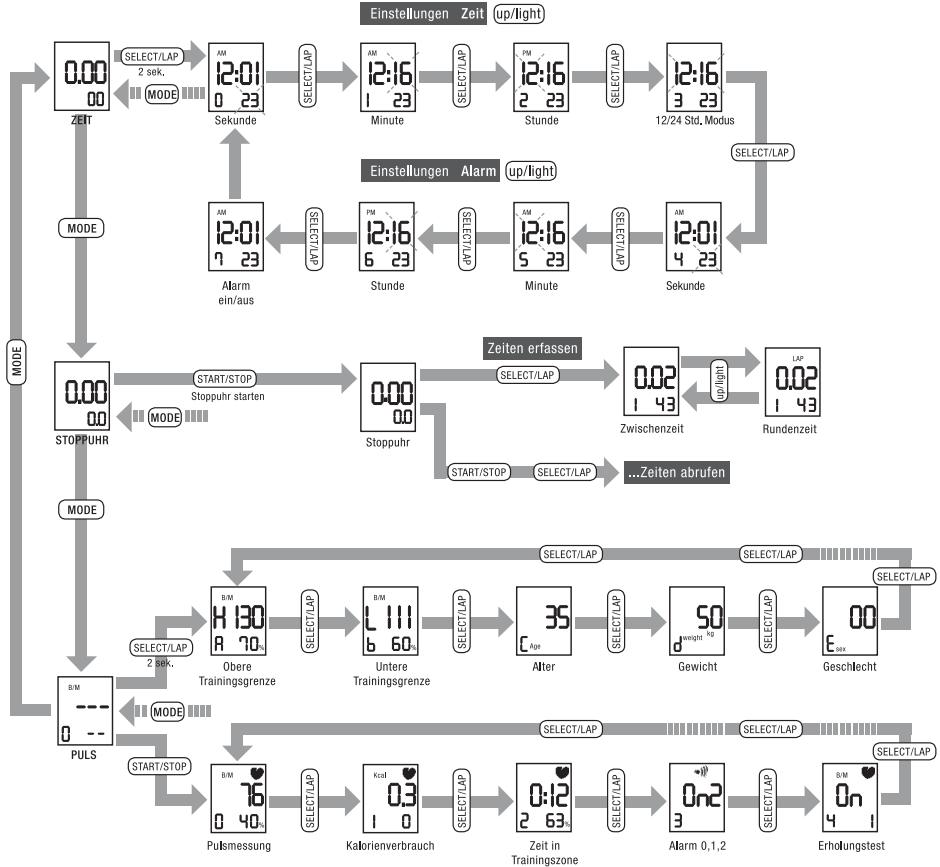 Einstellungen Zeit up/light
0.00
00
ZEIT
SELECT/LAP
2 sek.
MODE
AM
12:01
0 23
Sekunde
SELECT/LAP
AM
12:16
1 23
Minute
SELECT/LAP
PM
12:16
2 23
Stunde
SELECT/LAP
12:16
3 23
12/24 Std. Modus
SELECT/LAP
Einstellungen Alarm up/light
AM
12:01
7 23
Alarm
ein/aus
SELECT/LAP
PM
12:16
6 23
Stunde
SELECT/LAP
AM
12:16
5 23
Minute
SELECT/LAP
AM
12:01
4 23
Sekunde
MODE
MODE
0.00
0.0
STOPPUHR
START/STOP
Stoppuhr starten
MODE
0.00
0.0
Stoppuhr
Zeiten erfassen
SELECT/LAP
0.02
1 43
Zwischenzeit
up/light
LAP
0.02
1 43
Rundenzeit
START/STOP SELECT/LAP ...Zeiten abrufen
MODE
SELECT/LAP SELECT/LAP
SELECT/LAP
SELECT/LAP
2 sek.
B/M
H 130
A 70%
Obere
Trainingsgrenze
SELECT/LAP
B/M
L 111
b 60%
Untere
Trainingsgrenze
SELECT/LAP
35
C Age
Alter
SELECT/LAP
50
d weight kg
Gewicht
SELECT/LAP
00
E sex
Geschlecht
B/M
---
0 --
PULS
MODE
START/STOP
SELECT/LAP SELECT/LAP
SELECT/LAP
B/M
76
0 40%
Pulsmessung
SELECT/LAP
Kcal
0.3
1 0
Kalorienverbrauch
SELECT/LAP
0:12
2 63%
Zeit in
Trainingszone
SELECT/LAP
0n2
3
Alarm 0,1,2
SELECT/LAP
B/M
0n
4 1
Erholungstest